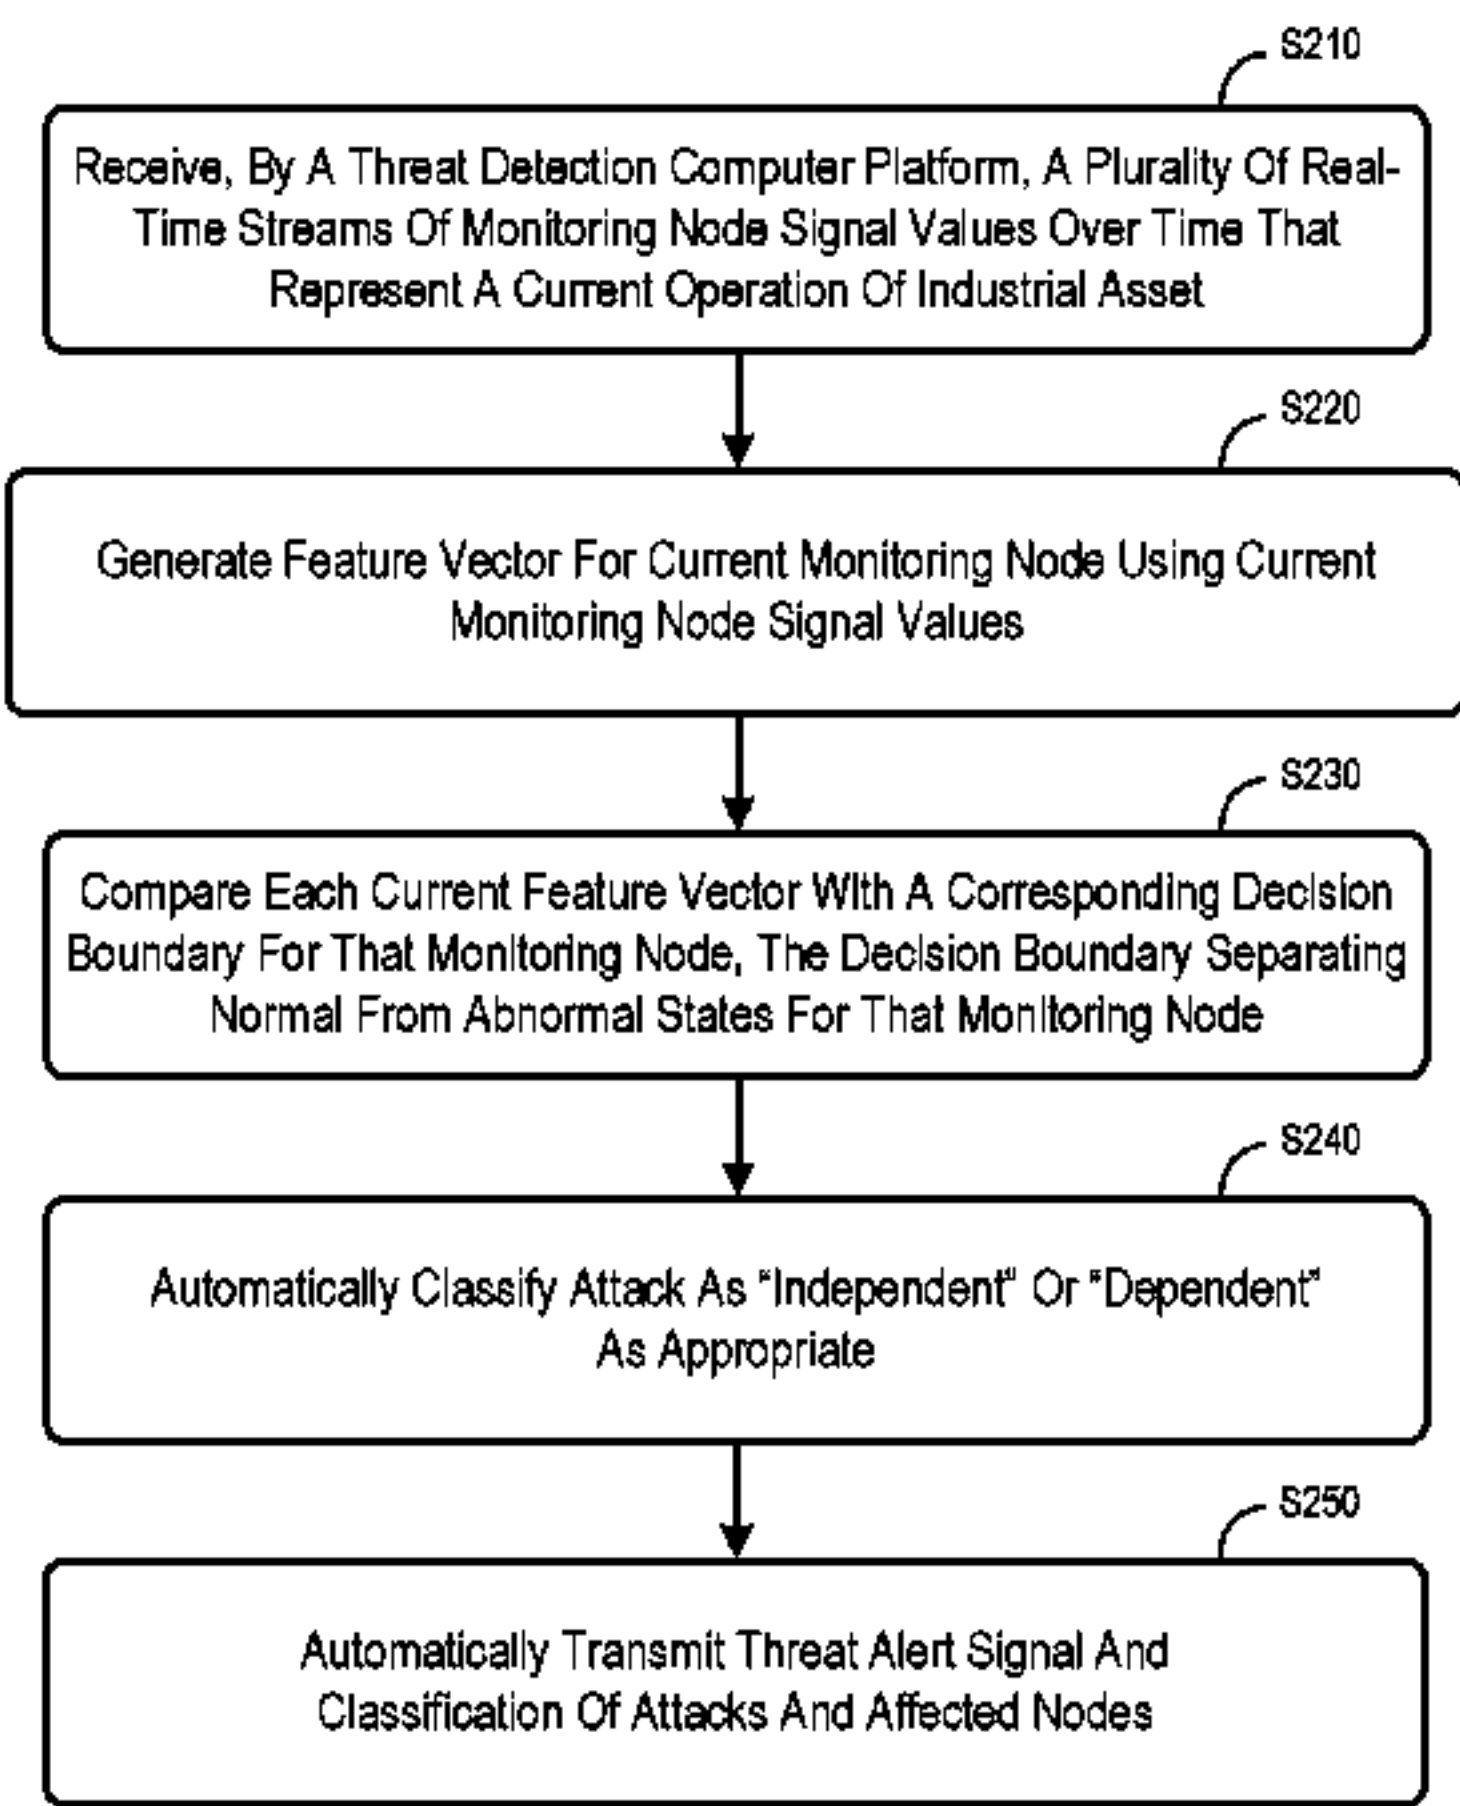 S210
Receive, By A Threat Detection Computer Platform, A Plurality Of Real-
Time Streams Of Monitoring Node Signal Values Over Time That
Represent A Current Operation Of Industrial Asset
S220
Generate Feature Vector For Current Monitoring Node Using Current
Monitoring Node Signal Values
S230
Compare Each Current Feature Vector With A Corresponding Decision
Boundary For That Monitoring Node, The Decision Boundary Separating
Normal From Abnormal States For That Monitoring Node
S240
Automatically Classify Attack As "Independent" Or "Dependent"
As Appropriate
S250
Automatically Transmit Threat Alert Signal And
Classification Of Attacks And Affected Nodes